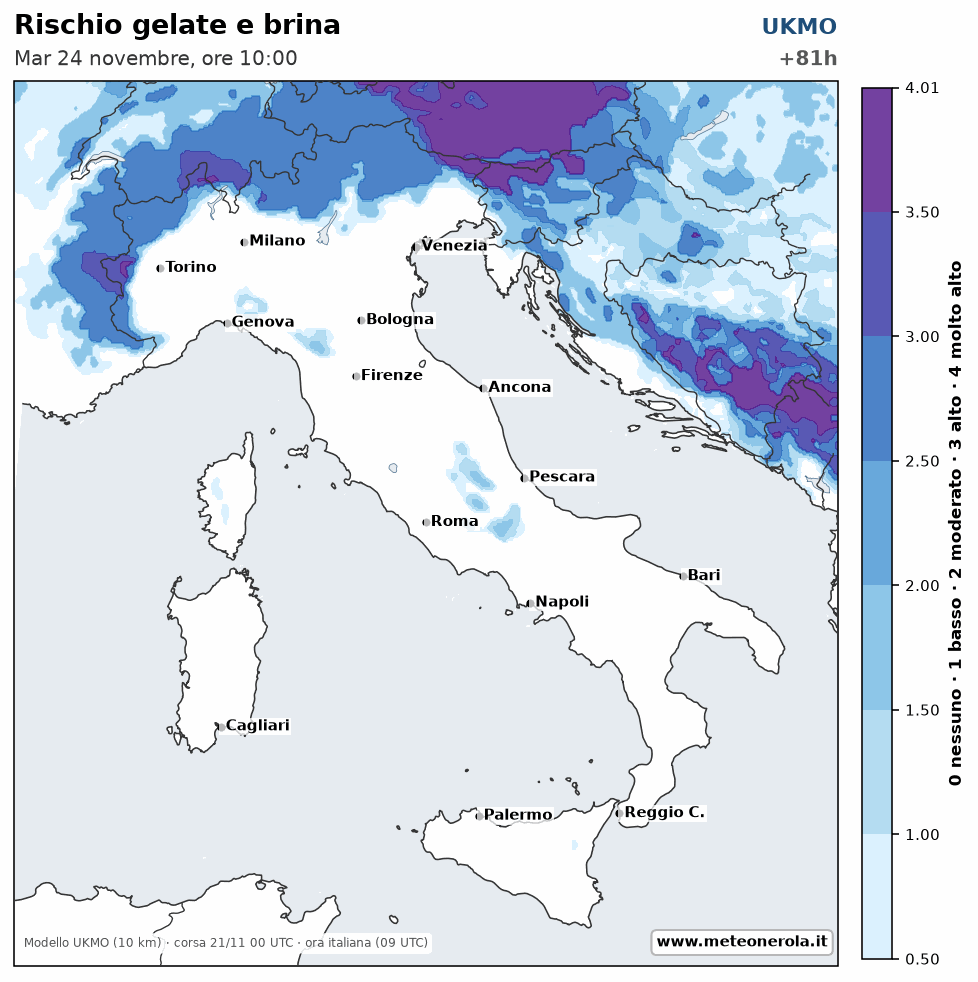 Rischio gelate e brina
UKMO
Mar 24 novembre, ore 10:00
+81h
4.01
3.50
3.00
2.50
2.00
1.50
1.00
0.50
0 nessuno · 1 basso · 2 moderato · 3 alto · 4 molto alto
Milano
Venezia
Torino
Genova
Bologna
Firenze
Ancona
Pescara
Roma
Bari
Napoli
Cagliari
Palermo
Reggio C.
Modello UKMO (10 km) · corsa 21/11 00 UTC · ora italiana (09 UTC)
www.meteonerola.it